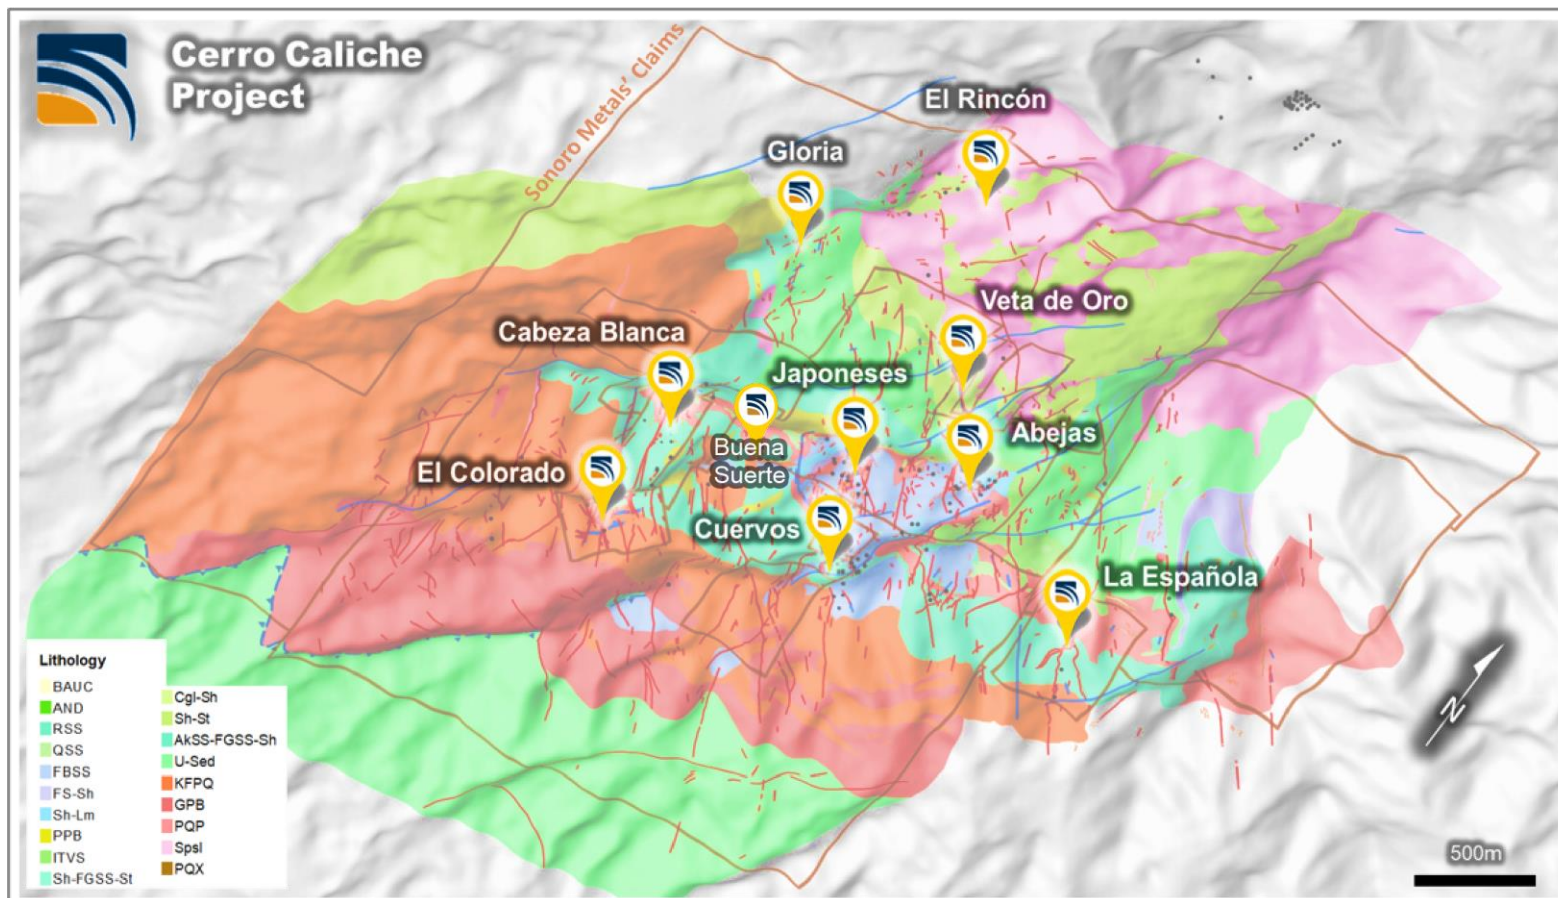 Cerro Caliche
Project
Sonoro Metals' Claims
El Rincón
Gloria
Veta de Oro
Cabeza Blanca
Japoneses
Abejas
Buena
Suerte
El Colorado
Cuervos
La Española
Lithology
BAUC
AND
RSS
QSS
FBSS
FS-Sh
Sh-Lm
PPB
ITVS
Sh-FGSS-St
Cgl-Sh
Sh-St
AkSS-FGSS-Sh
U-Sed
KFPQ
GPB
PQP
Spsl
PQX
N
500m